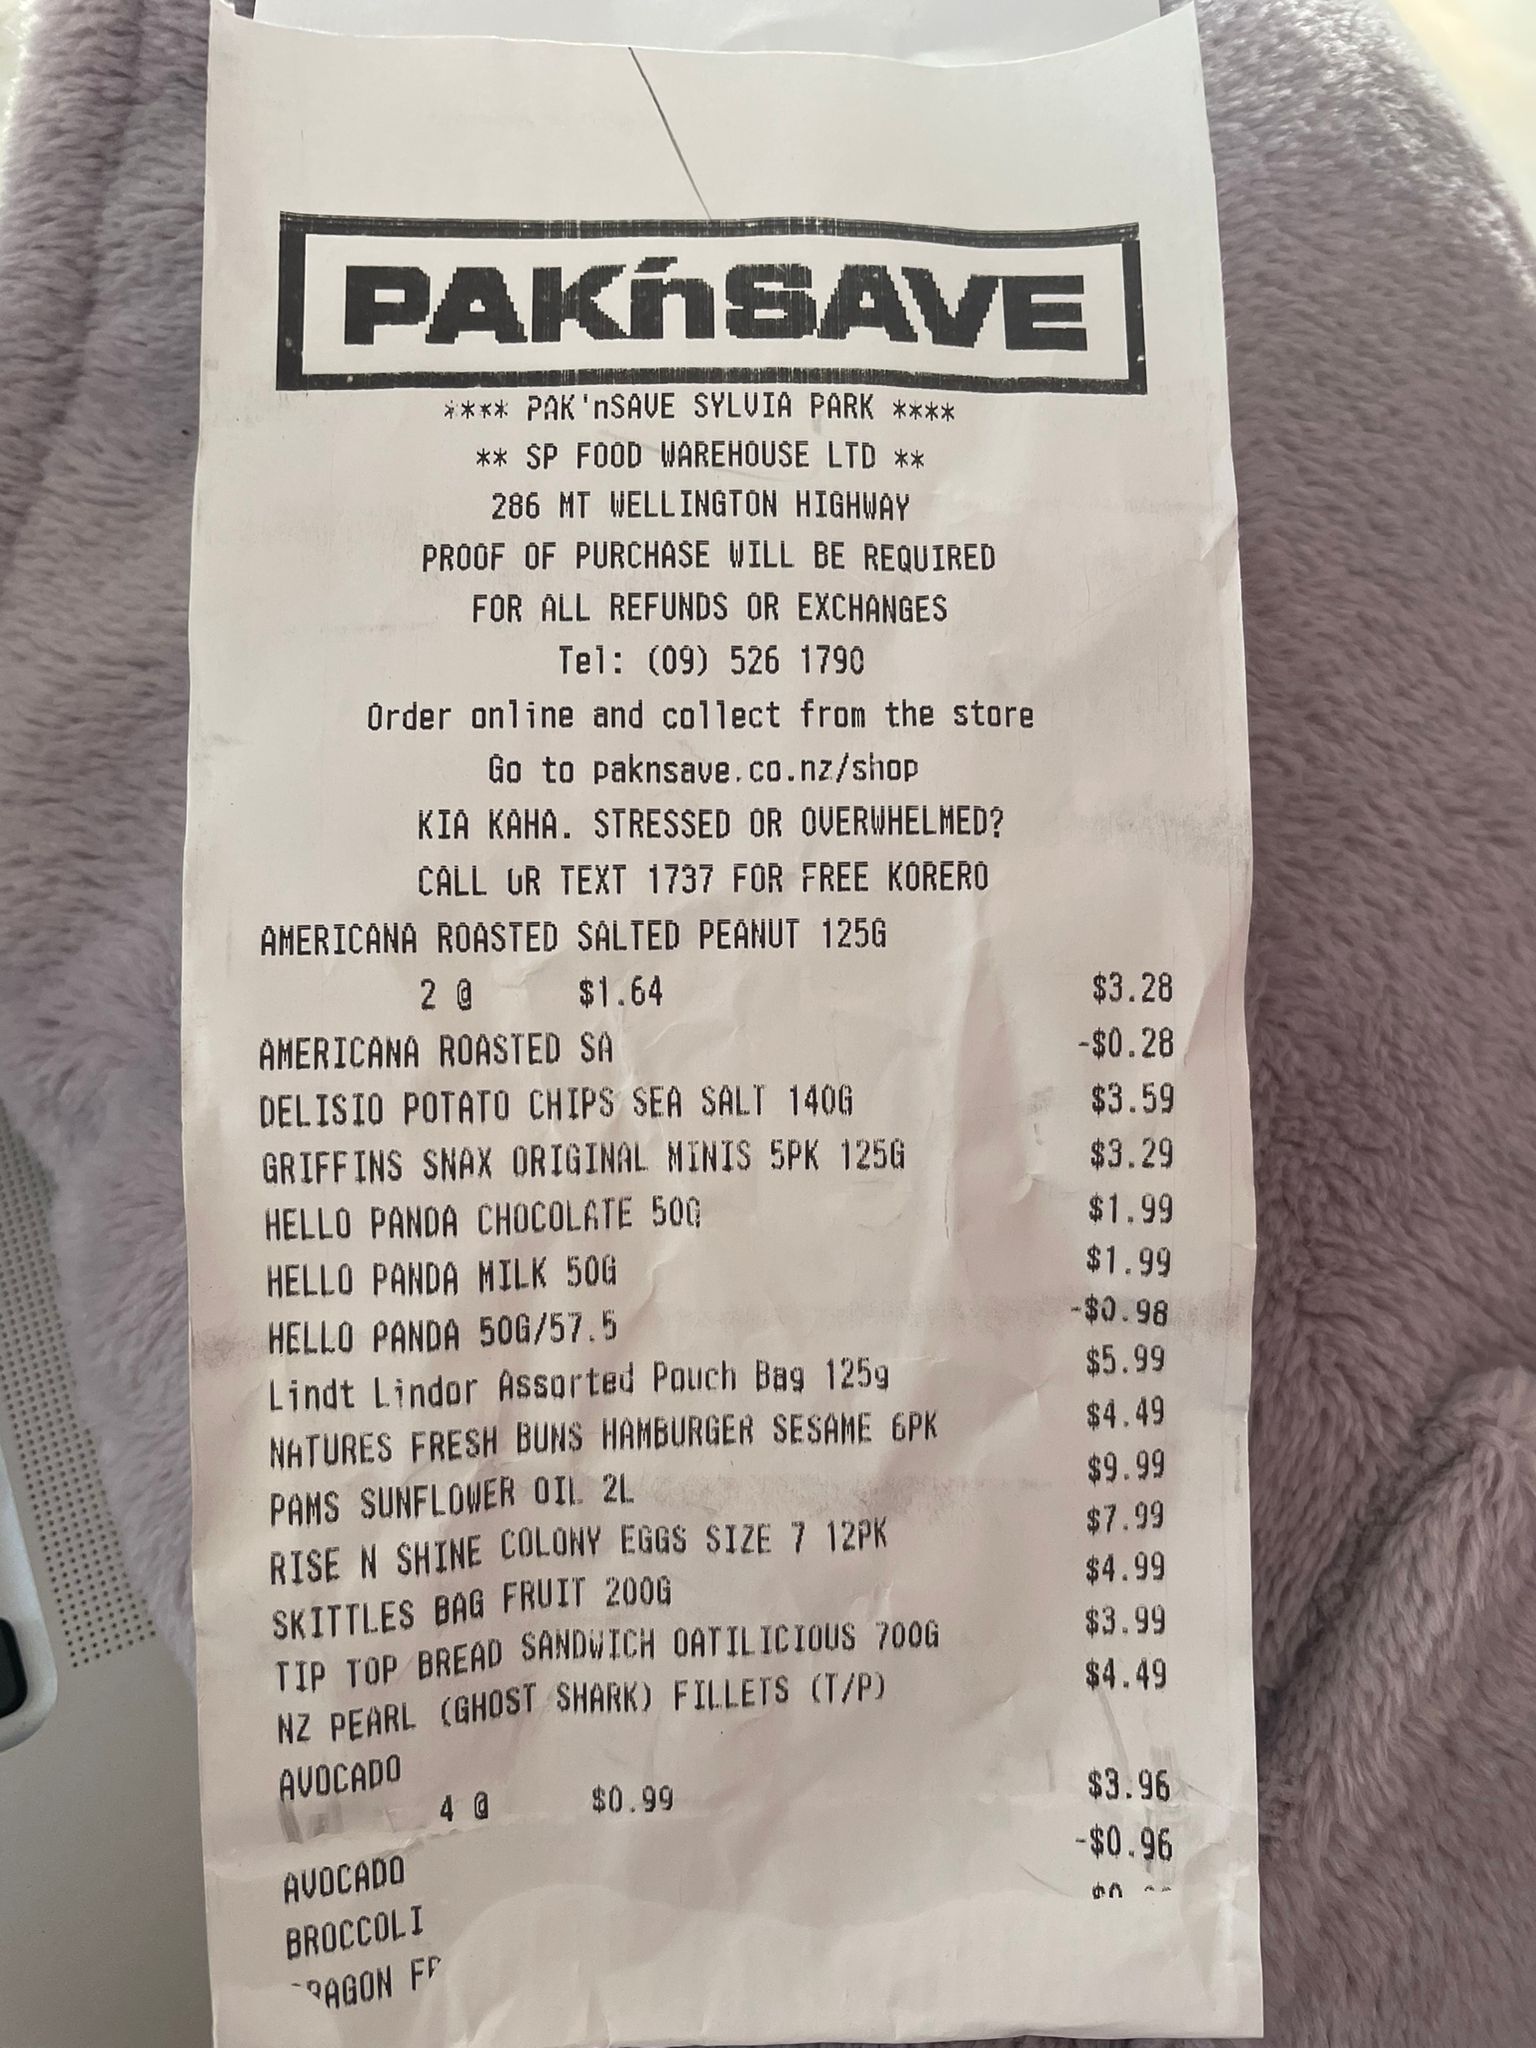 PAK'nSAVE
**** PAK'nSAVE SYLVIA PARK ****
** SP FOOD WAREHOUSE LTD **
286 MT WELLINGTON HIGHWAY
PROOF OF PURCHASE WILL BE REQUIRED
FOR ALL REFUNDS OR EXCHANGES
Tel: (09) 526 1790
Order online and collect from the store
Go to paknsave.co.nz/shop
KIA KAHA. STRESSED OR OVERWHELMED?
CALL OR TEXT 1737 FOR FREE KORERO
AMERICANA ROASTED SALTED PEANUT 125G
2 @ $1.64 $3.28
AMERICANA ROASTED SA -$0.28
DELISIO POTATO CHIPS SEA SALT 140G $3.59
GRIFFINS SNAX ORIGINAL MINIS 5PK 125G $3.29
HELLO PANDA CHOCOLATE 50G $1.99
HELLO PANDA MILK 50G $1.99
HELLO PANDA 50G/57.5 -$0.98
Lindt Lindor Assorted Pouch Bag 125g $5.99
NATURES FRESH BUNS HAMBURGER SESAME 6PK $4.49
PAMS SUNFLOWER OIL 2L $9.99
RISE N SHINE COLONY EGGS SIZE 7 12PK $7.99
SKITTLES BAG FRUIT 200G $4.99
TIP TOP BREAD SANDWICH OATILICIOUS 700G $3.99
NZ PEARL (GHOST SHARK) FILLETS (T/P) $4.49
AVOCADO
4 @ $0.99 $3.96
AVOCADO -$0.96
BROCCOLI
DRAGON FR